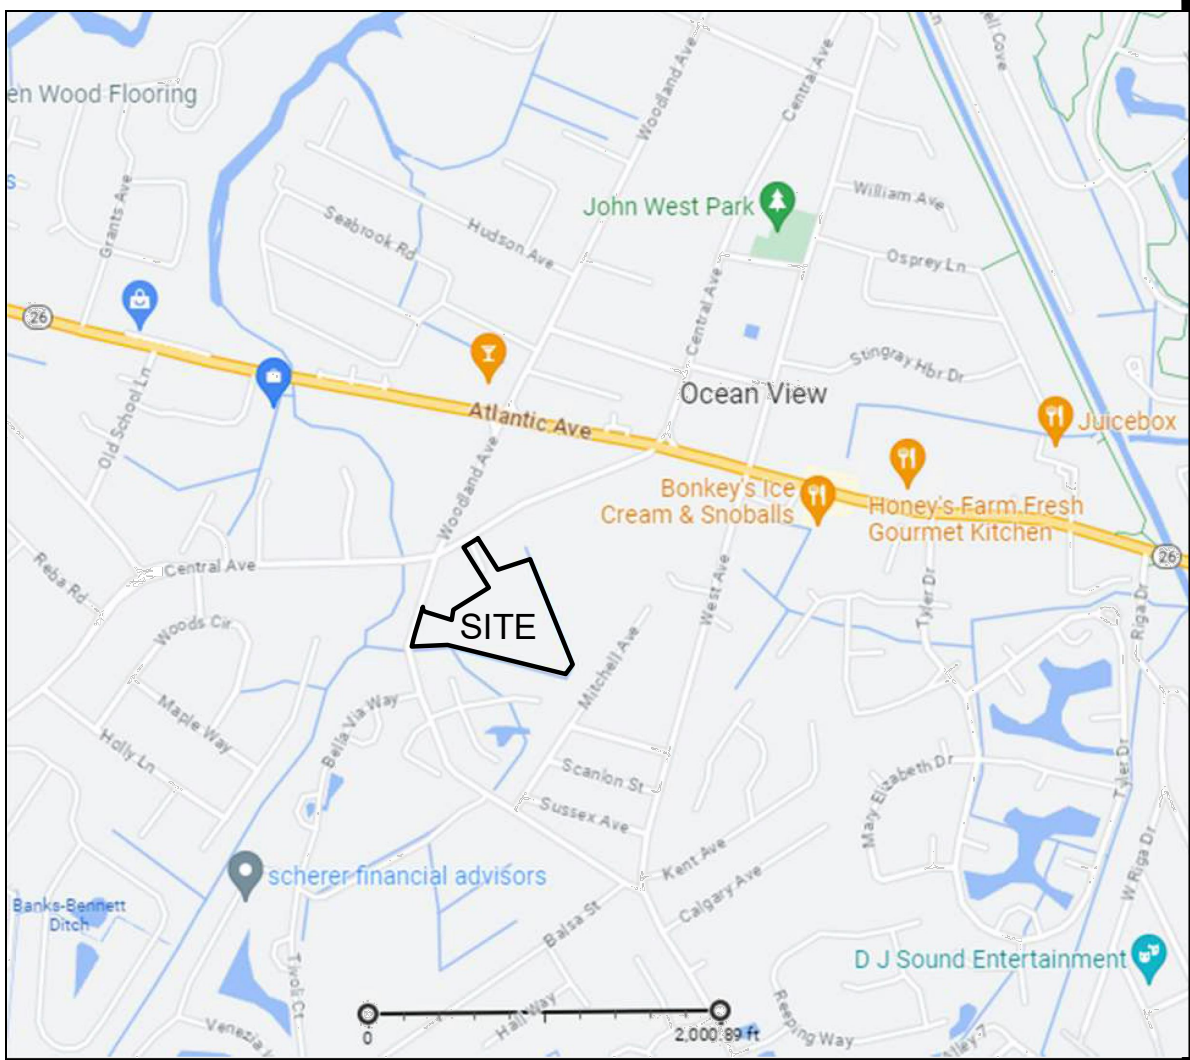 en Wood Flooring
s
Woodland Ave
Central Ave
ell Cove
Ln
John West Park
William Ave
Osprey Ln
Grants Ave
Seabrook Rd
Hudson Ave
26
Central Ave
Stingray Hbr Dr
Ocean View
Juicebox
Old School Ln
Atlantic Ave
Woodland Ave
Bonkey's Ice
Cream & Snoballs
Honey's Farm Fresh
Gourmet Kitchen
26
Reba Rd
Central Ave
West Ave
Tyler Dr
Riga Dr
Woods Cir
SITE
Mitchell Ave
Maple Way
Holly Ln
Bella Via Way
Scanlon St
Sussex Ave
Mary Elizabeth Dr
Tyler Dr
Kent Ave
Calgary Ave
W Riga Dr
scherer financial advisors
Banks-Bennett
Ditch
Balsa St
D J Sound Entertainment
Tivoli Ct
Hall Way
Reeping Way
Venezia
Alley 7
0
2,000.89 ft